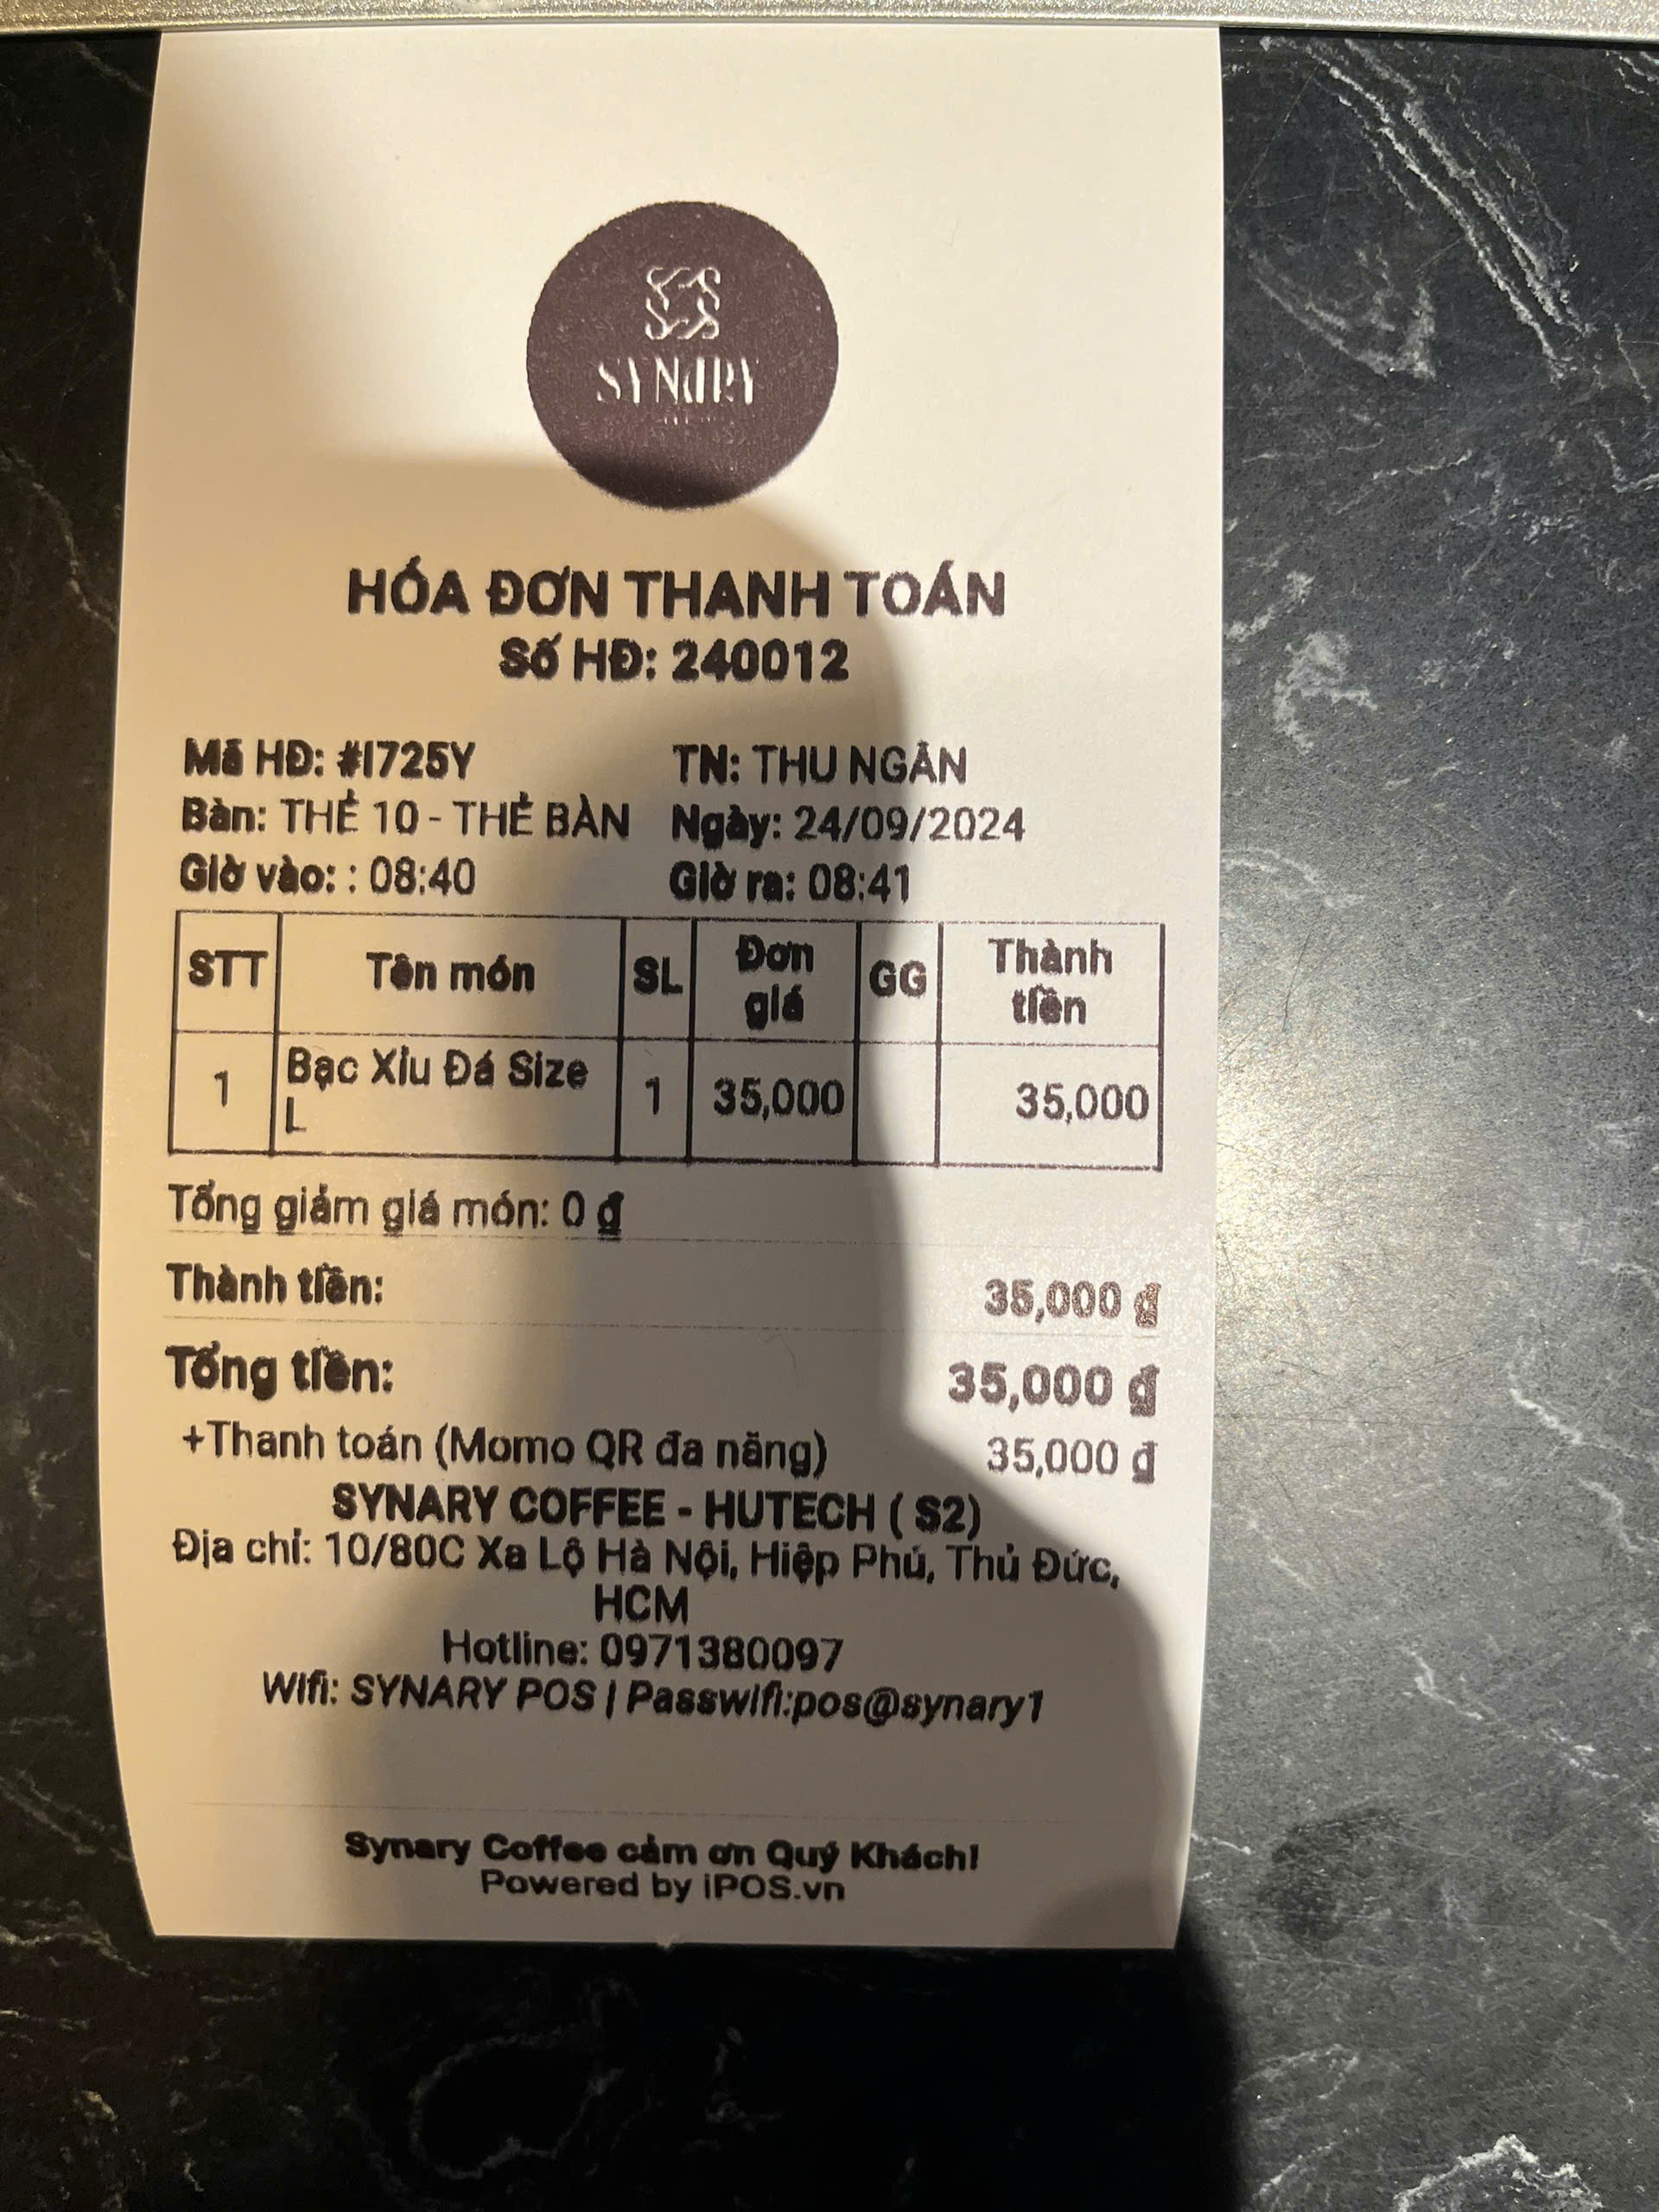 SYNARY
HÓA ĐƠN THANH TOÁN
Số HĐ: 240012
Mã HĐ: #I725Y TN: THU NGÂN
Bàn: THẺ 10 - THẺ BÀN Ngày: 24/09/2024
Giờ vào: : 08:40 Giờ ra: 08:41
STT Tên món SL Đơn giá GG Thành tiền
1 Bạc Xỉu Đá Size L 1 35,000 35,000
Tổng giảm giá món: 0 ₫
Thành tiền: 35,000 ₫
Tổng tiền: 35,000 ₫
+Thanh toán (Momo QR đa năng) 35,000 ₫
SYNARY COFFEE - HUTECH ( S2)
Địa chỉ: 10/80C Xa Lộ Hà Nội, Hiệp Phú, Thủ Đức,
HCM
Hotline: 0971380097
Wifi: SYNARY POS | Passwifi:pos@synary1
Synary Coffee cảm ơn Quý Khách!
Powered by iPOS.vn